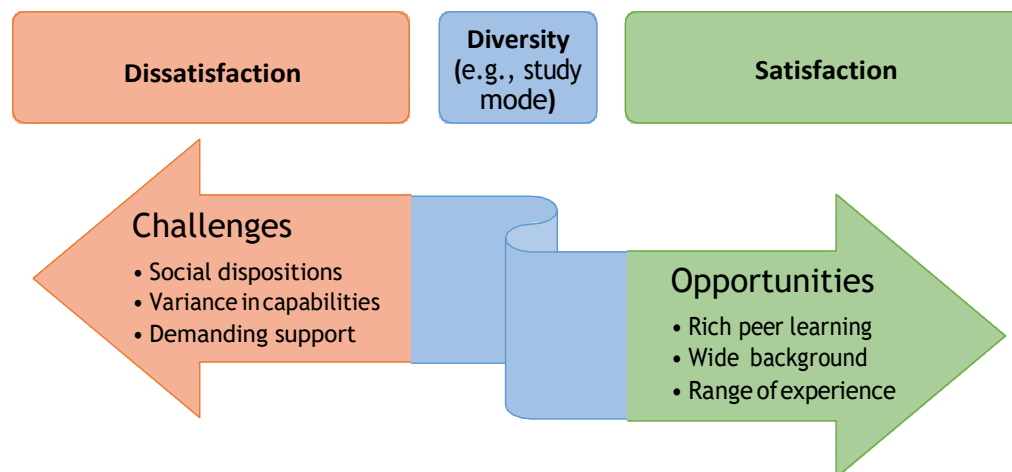 Dissatisfaction
Diversity
(e.g., study
mode)
Satisfaction
Challenges
• Social dispositions
• Variance in capabilities
• Demanding support
Opportunities
• Rich peer learning
• Wide background
• Range of experience